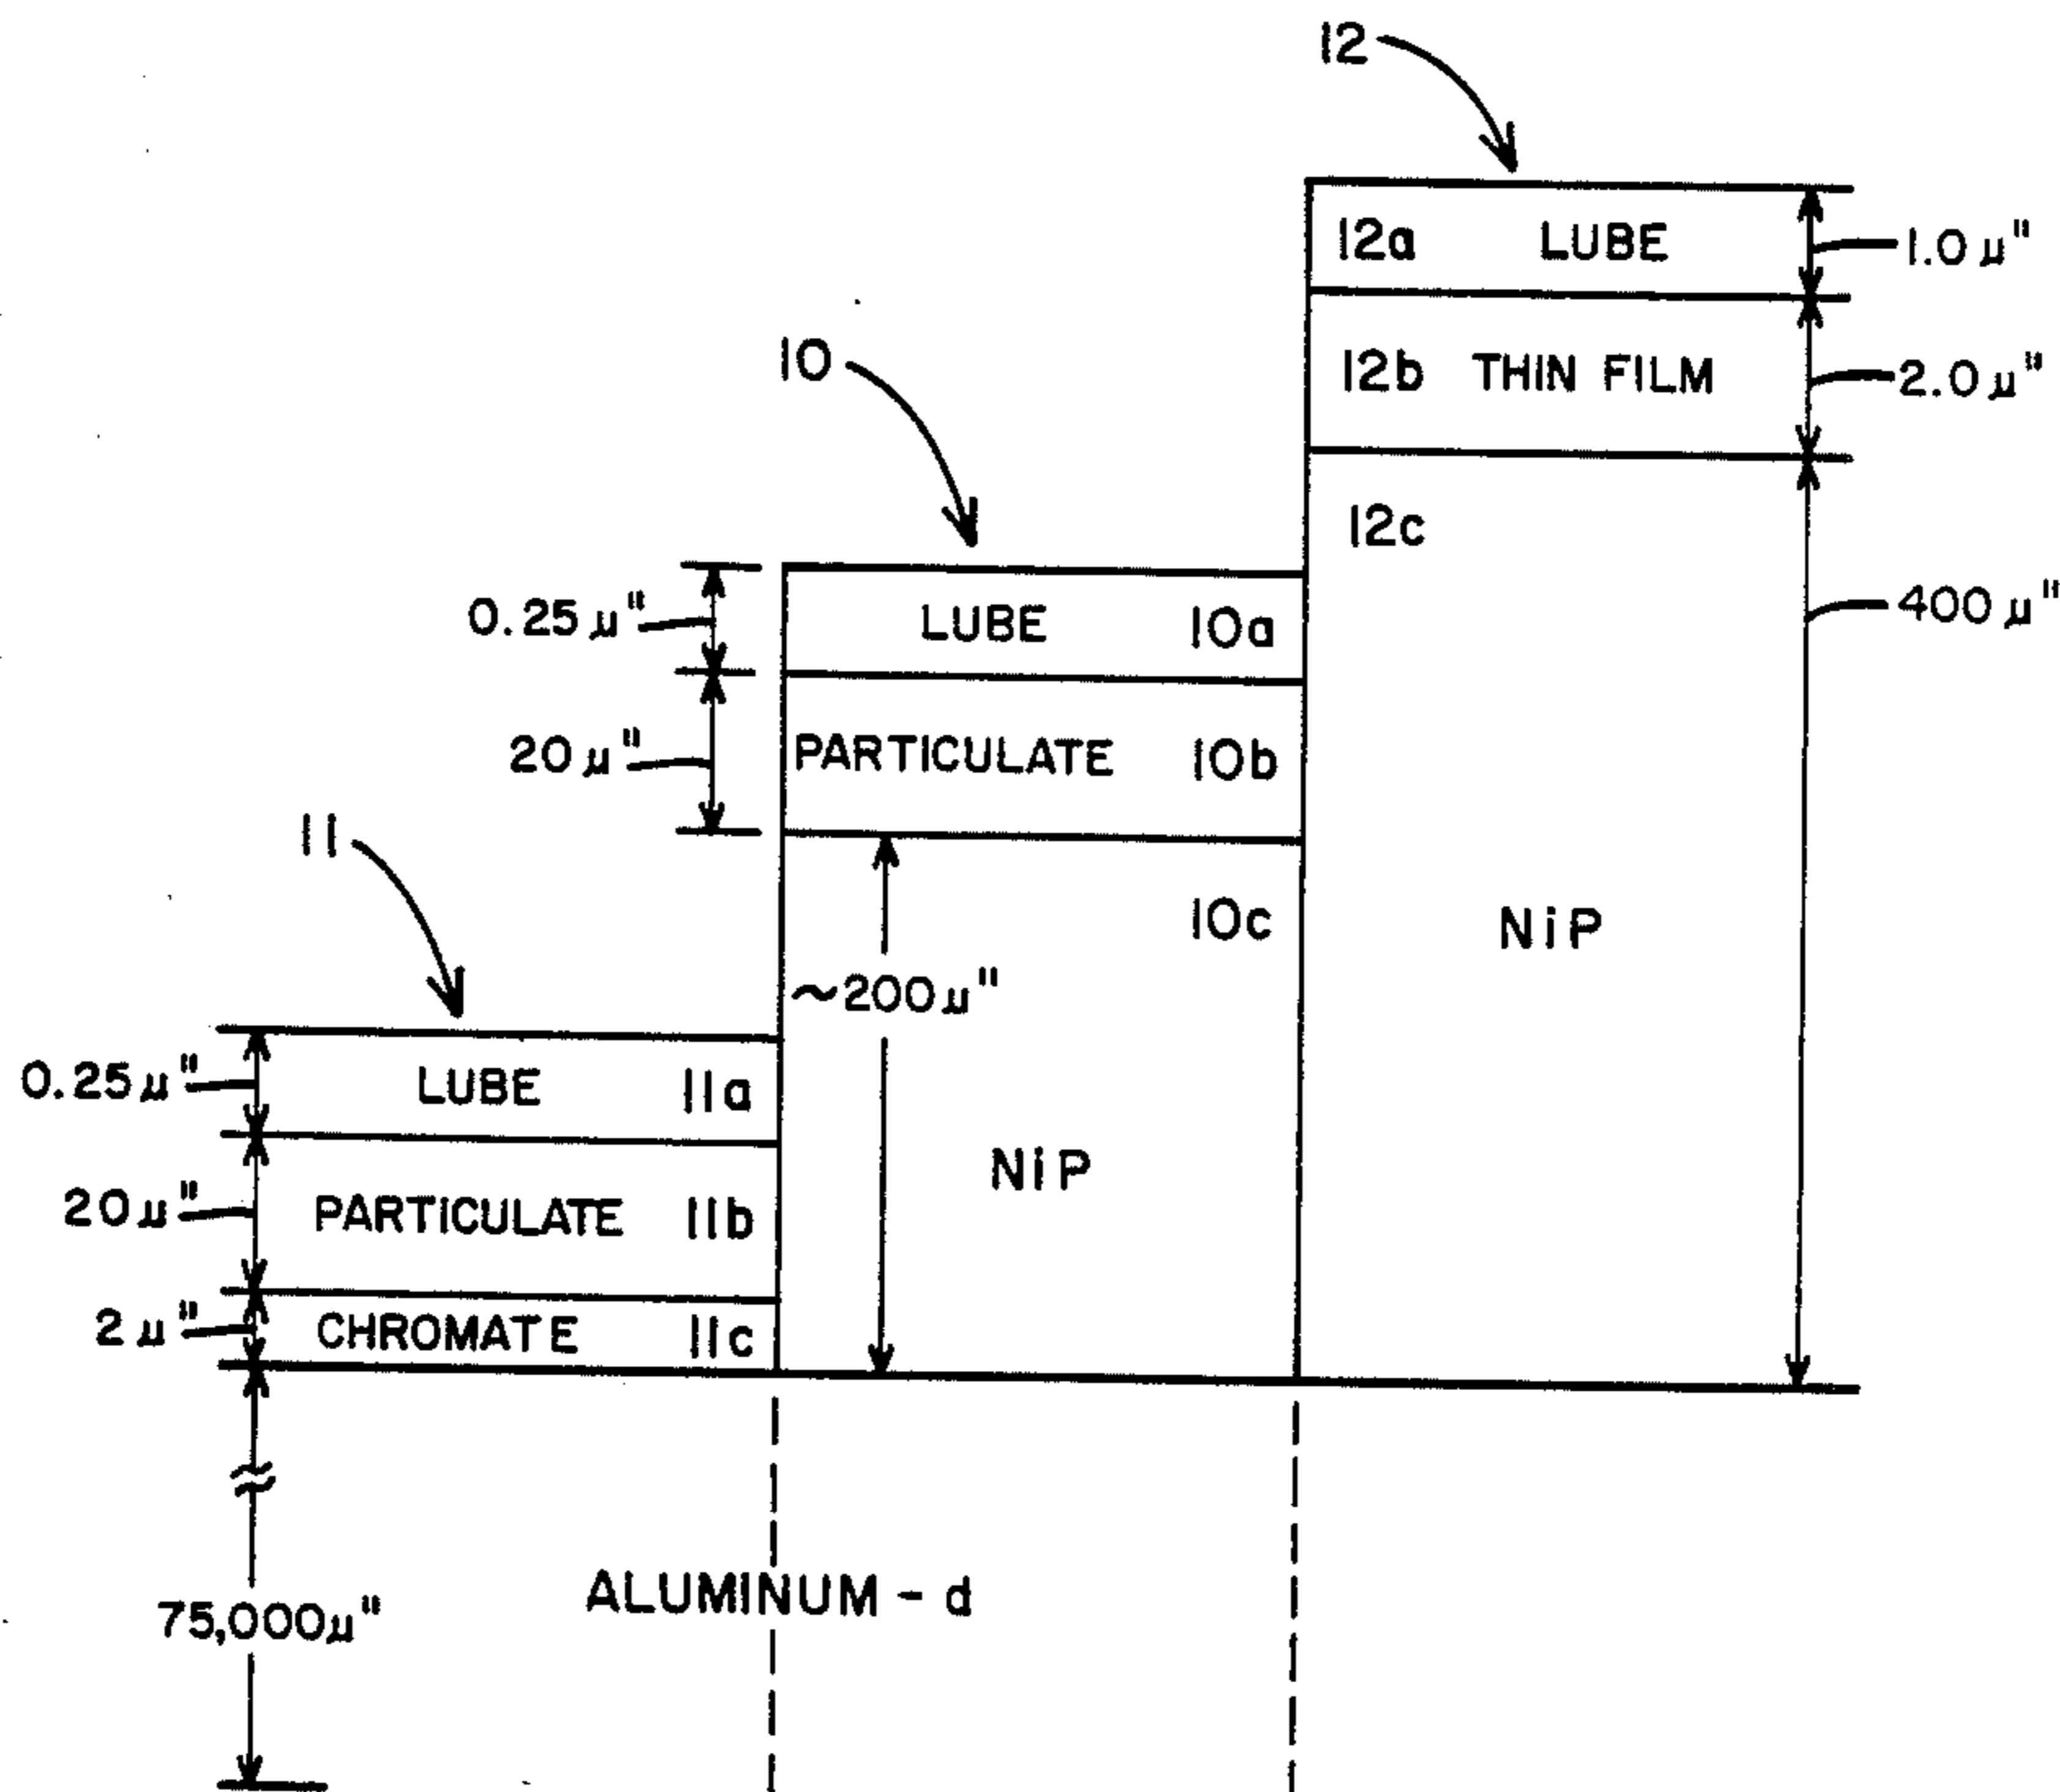 12
12a LUBE
1.0 μ"
12b THIN FILM
2.0 μ"
12c
400 μ"
NiP
10
0.25 μ"
LUBE 10a
20 μ"
PARTICULATE 10b
10c
~200 μ"
NiP
11
0.25 μ"
LUBE 11a
20 μ"
PARTICULATE 11b
2 μ"
CHROMATE 11c
ALUMINUM - d
75,000 μ"